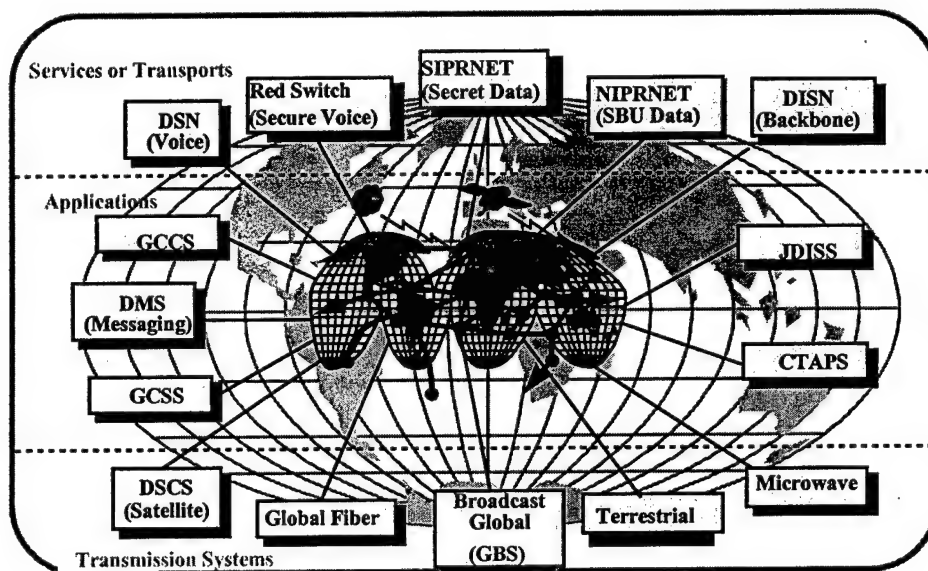 Services or Transports
DSN
(Voice)
Red Switch
(Secure Voice)
SIPRNET
(Secret Data)
NIPRNET
(SBU Data)
DISN
(Backbone)
Applications
GCCS
DMS
(Messaging)
GCSS
JDISS
CTAPS
DSCS
(Satellite)
Global Fiber
Broadcast
Global
(GBS)
Terrestrial
Microwave
Transmission Systems